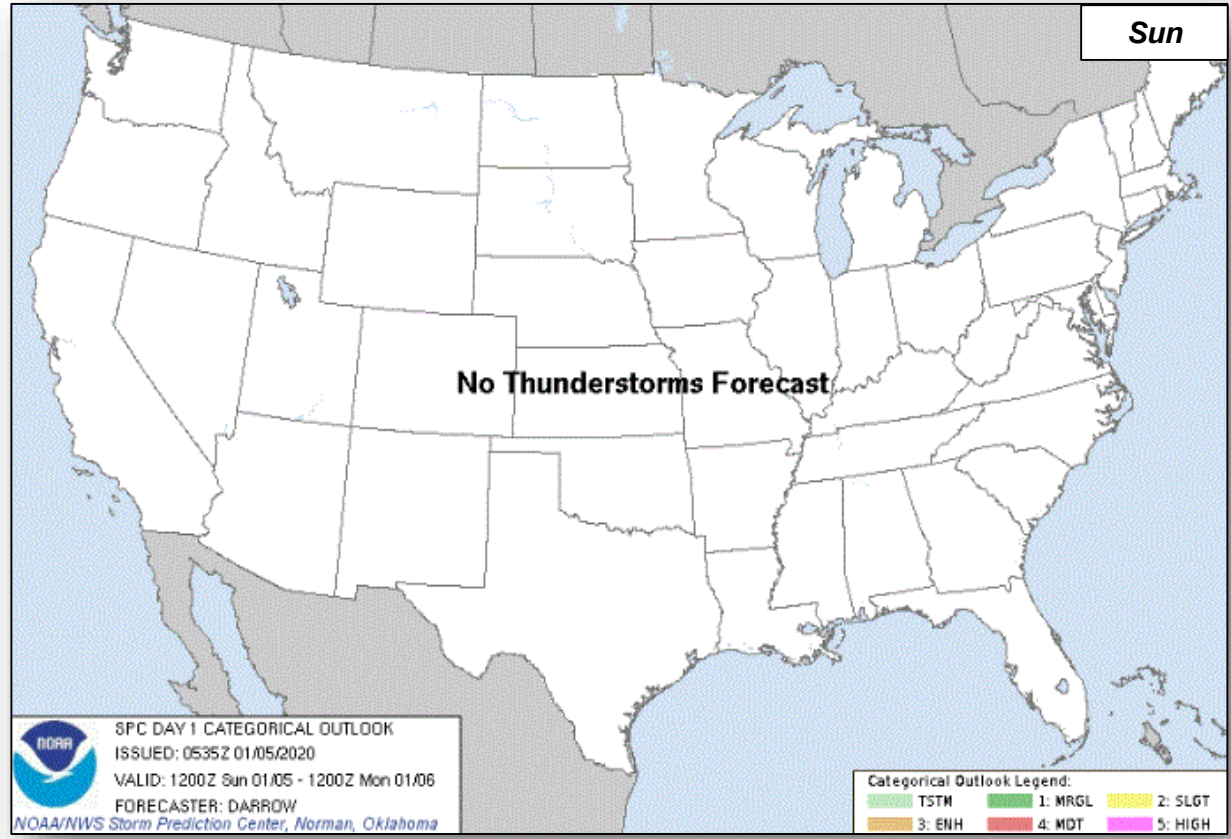 Sun
No Thunderstorms Forecast
NOAA
SPC DAY 1 CATEGORICAL OUTLOOK
ISSUED: 0535Z 01/05/2020
VALID: 1200Z Sun 01/05 - 1200Z Mon 01/06
FORECASTER: DARROW
NOAA/NWS Storm Prediction Center, Norman, Oklahoma
Categorical Outlook Legend:
TSTM 1: MRGL 2: SLGT
3: ENH 4: MDT 5: HIGH